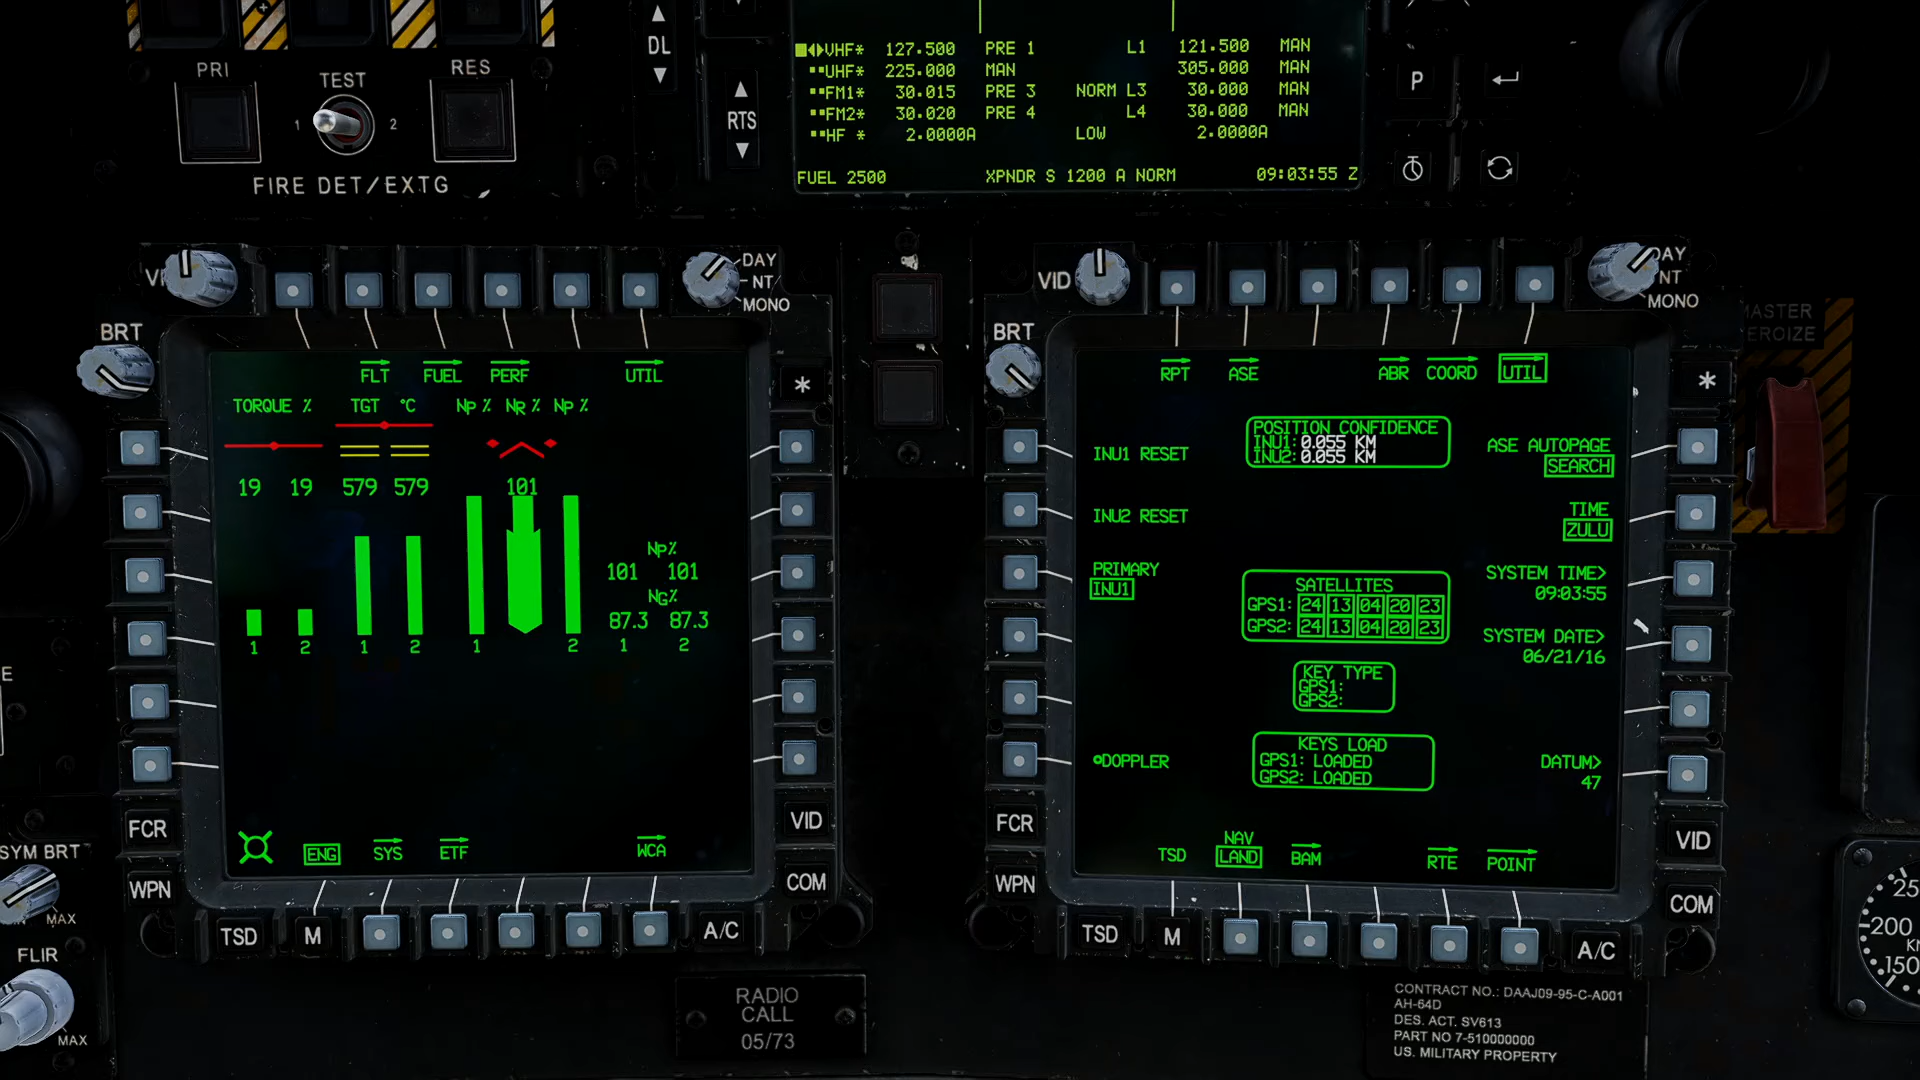 PRI
TEST
RES
1
2
FIRE DET/EXTG
DL
RTS
VHF* 127.500 PRE 1 L1 121.500 MAN
UHF* 225.000 MAN 305.000 MAN
FM1* 30.015 PRE 3 NORM L3 30.000 MAN
FM2* 30.020 PRE 4 L4 30.000 MAN
HF * 2.0000A LOW 2.0000A
FUEL 2500 XPNDR S 1200 A NORM 09:03:55 Z
P
DAY
NT
MONO
BRT
FLT FUEL PERF UTIL
TORQUE % TGT °C NP % NR % NP %
19 19 579 579 101
NP%
101 101
NG%
87.3 87.3
1 2 1 2 1 2 1 2
ENG SYS ETF WCA
*
FCR
WPN
TSD
M
A/C
VID
COM
SYM BRT
MAX
FLIR
MAX
VID
DAY
NT
MONO
BRT
RPT ASE ABR COORD UTIL
POSITION CONFIDENCE
INU1: 0.055 KM
INU2: 0.055 KM
INU1 RESET
INU2 RESET
PRIMARY
INU1
ASE AUTOPAGE
SEARCH
TIME
ZULU
SATELLITES
GPS1: 24 13 04 20 23
GPS2: 24 13 04 20 23
SYSTEM TIME>
09:03:55
SYSTEM DATE>
06/21/16
KEY TYPE
GPS1:
GPS2:
KEYS LOAD
GPS1: LOADED
GPS2: LOADED
DOPPLER
DATUM>
47
TSD NAV
LAND
BAM RTE POINT
*
FCR
WPN
TSD
M
A/C
VID
COM
RADIO
CALL
05/73
CONTRACT NO.: DAAJ09-95-C-A001
AH-64D
DES. ACT. SV613
PART NO 7-510000000
US. MILITARY PROPERTY
200
150